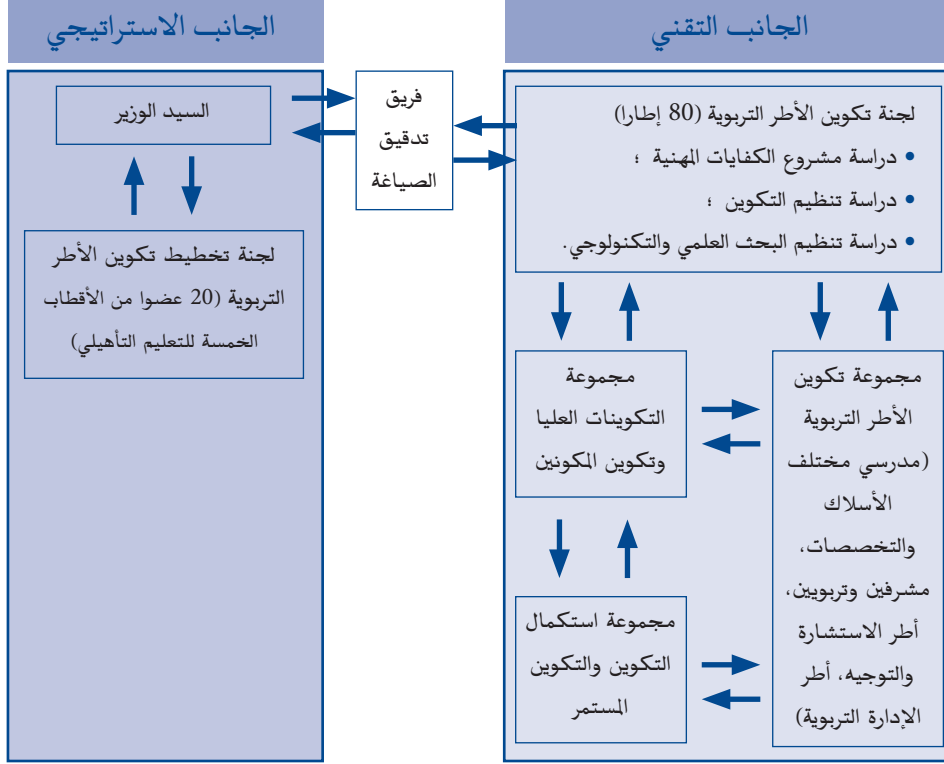 الجانب التقني
لجنة تكوين الأطر التربوية (80 إطارا)
• دراسة مشروع الكفايات المهنية ؛
• دراسة تنظيم التكوين ؛
• دراسة تنظيم البحث العلمي والتكنولوجي.
مجموعة تكوين
الأطر التربوية
(مدرسي مختلف
الأسلاك
والتخصصات،
مشرفين وتربويين،
أطر الاستشارة
والتوجيه، أطر
الإدارة التربوية)
مجموعة
التكوينات العليا
وتكوين المكونين
مجموعة استكمال
التكوين والتكوين
المستمر
فريق
تدقيق
الصياغة
الجانب الاستراتيجي
السيد الوزير
لجنة تخطيط تكوين الأطر
التربوية (20 عضوا من الأقطاب
الخمسة للتعليم التأهيلي)